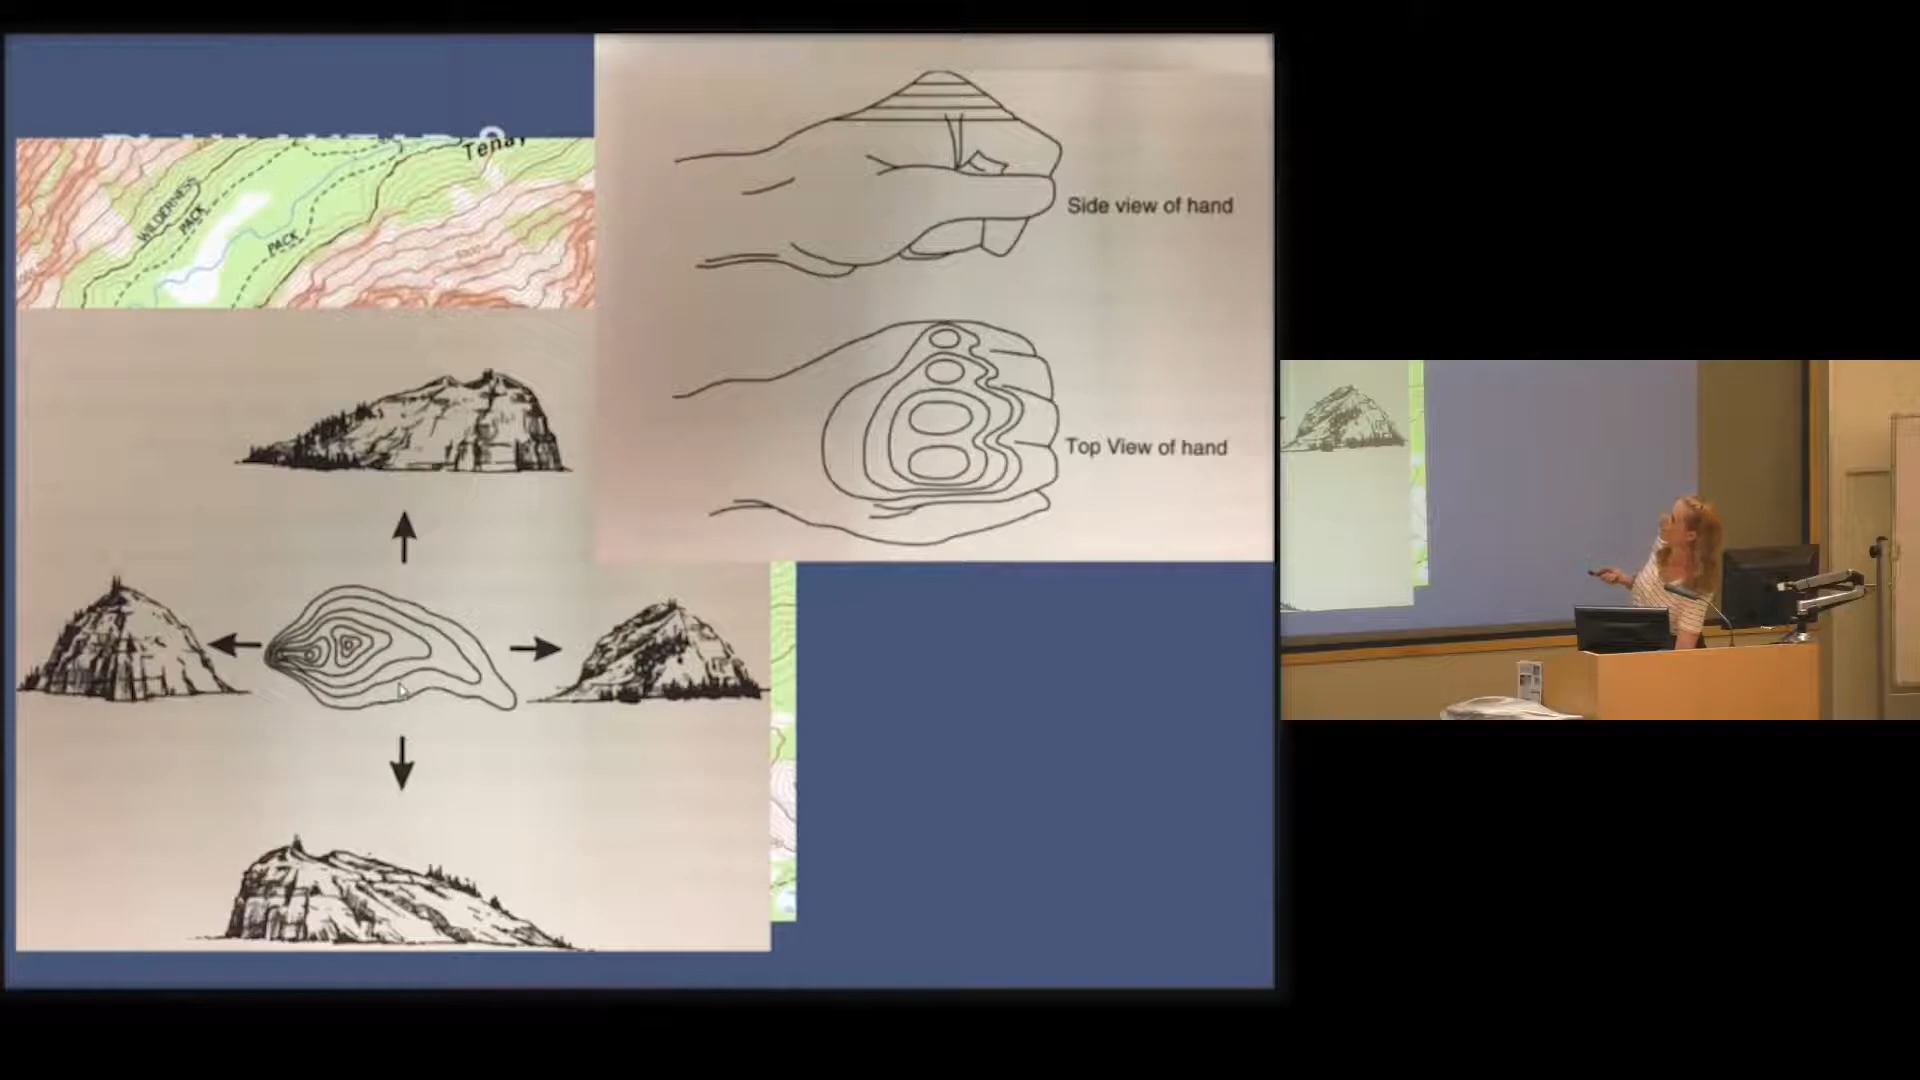 Tenay
WILDERNESS
PACK
PACK
Side view of hand
Top View of hand